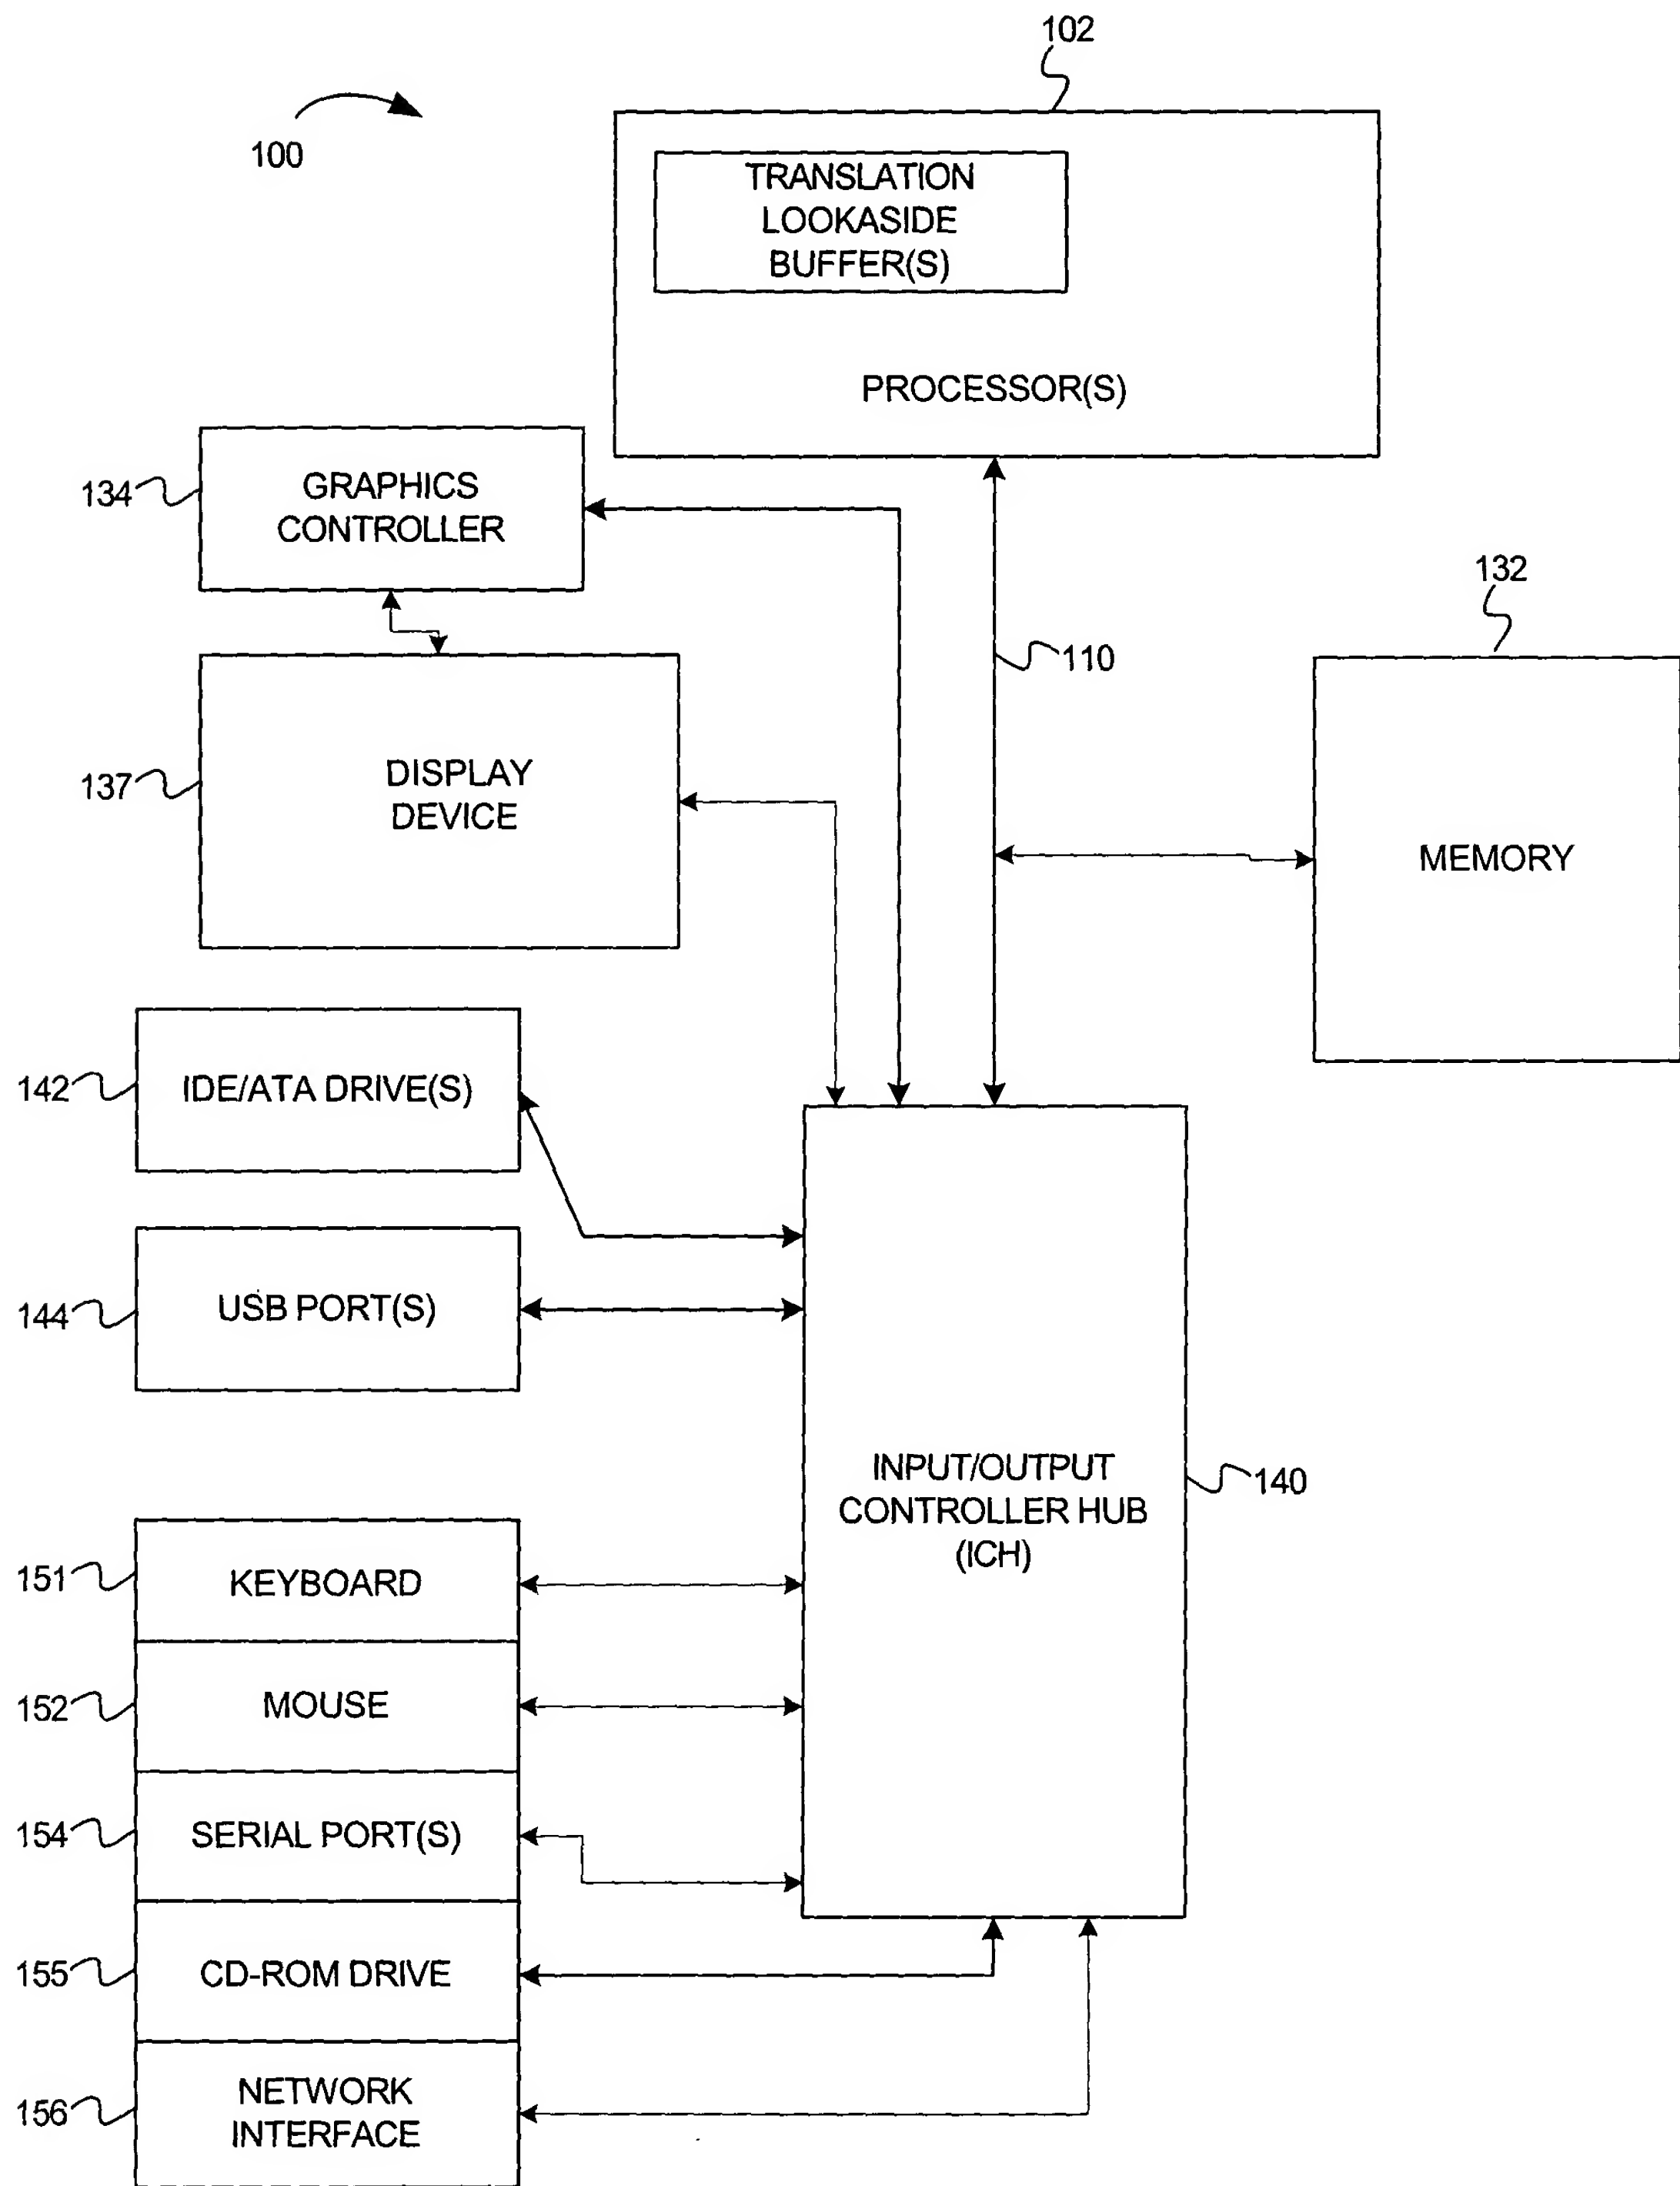 102
100
TRANSLATION
LOOKASIDE
BUFFER(S)
PROCESSOR(S)
134
GRAPHICS
CONTROLLER
132
110
137
DISPLAY
DEVICE
MEMORY
142
IDE/ATA DRIVE(S)
144
USB PORT(S)
INPUT/OUTPUT
CONTROLLER HUB
(ICH)
140
151
KEYBOARD
152
MOUSE
154
SERIAL PORT(S)
155
CD-ROM DRIVE
156
NETWORK
INTERFACE